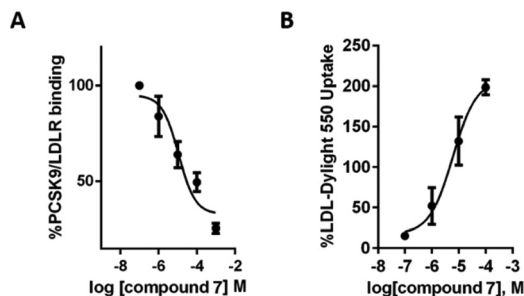 A
%PCSK9/LDLR binding
100
50
-8 -6 -4 -2
log [compound 7] M
B
%LDL-Dylight 550 Uptake
250
200
150
100
50
0
-8 -7 -6 -5 -4 -3
log[compound 7], M